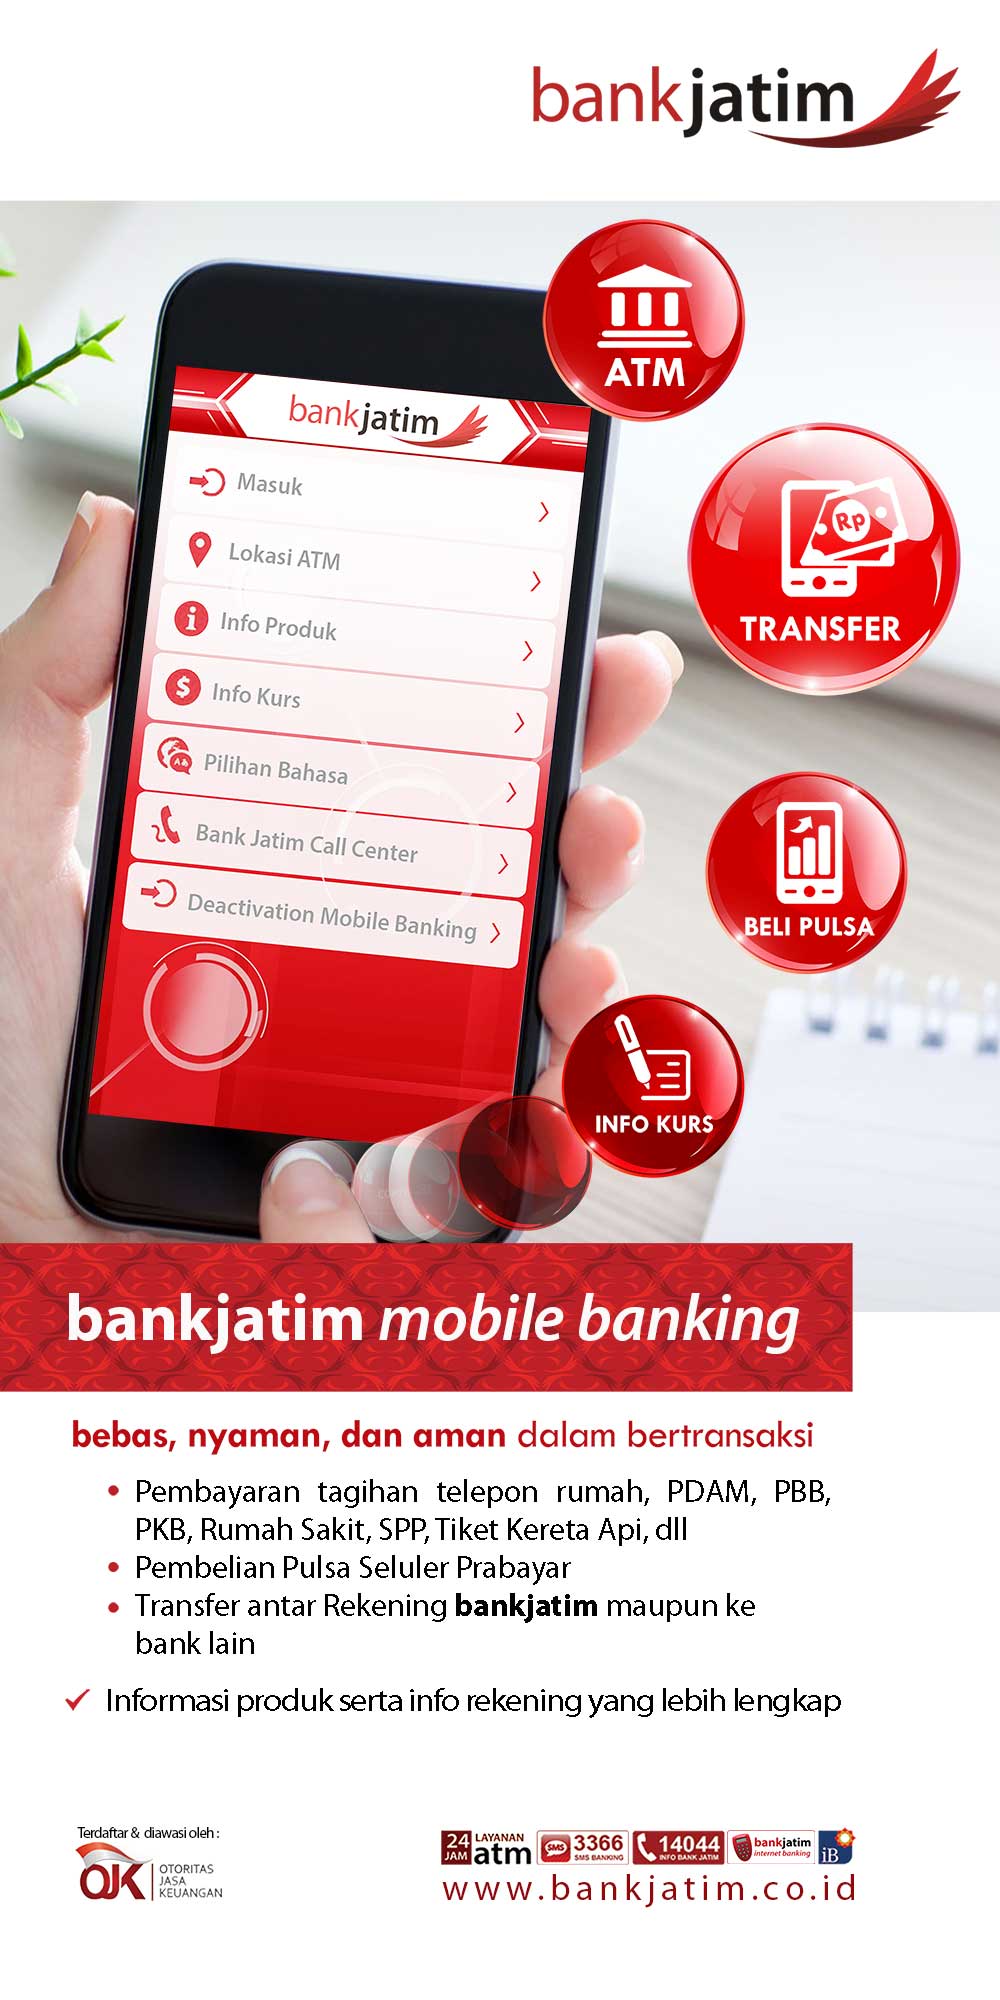 bankjatim
ATM
bankjatim
Masuk
Lokasi ATM
Info Produk
Info Kurs
Pilihan Bahasa
Bank Jatim Call Center
Deactivation Mobile Banking
Rp
TRANSFER
BELI PULSA
INFO KURS
bankjatim mobile banking
bebas, nyaman, dan aman dalam bertransaksi
• Pembayaran tagihan telepon rumah, PDAM, PBB,
PKB, Rumah Sakit, SPP, Tiket Kereta Api, dll
• Pembelian Pulsa Seluler Prabayar
• Transfer antar Rekening bankjatim maupun ke
bank lain
✓ Informasi produk serta info rekening yang lebih lengkap
Terdaftar & diawasi oleh :
OJK OTORITAS
JASA
KEUANGAN
24 JAM LAYANAN atm
SMS 3366 SMS BANKING
14044 INFO BANK JATIM
bankjatim internet banking
iB
www.bankjatim.co.id